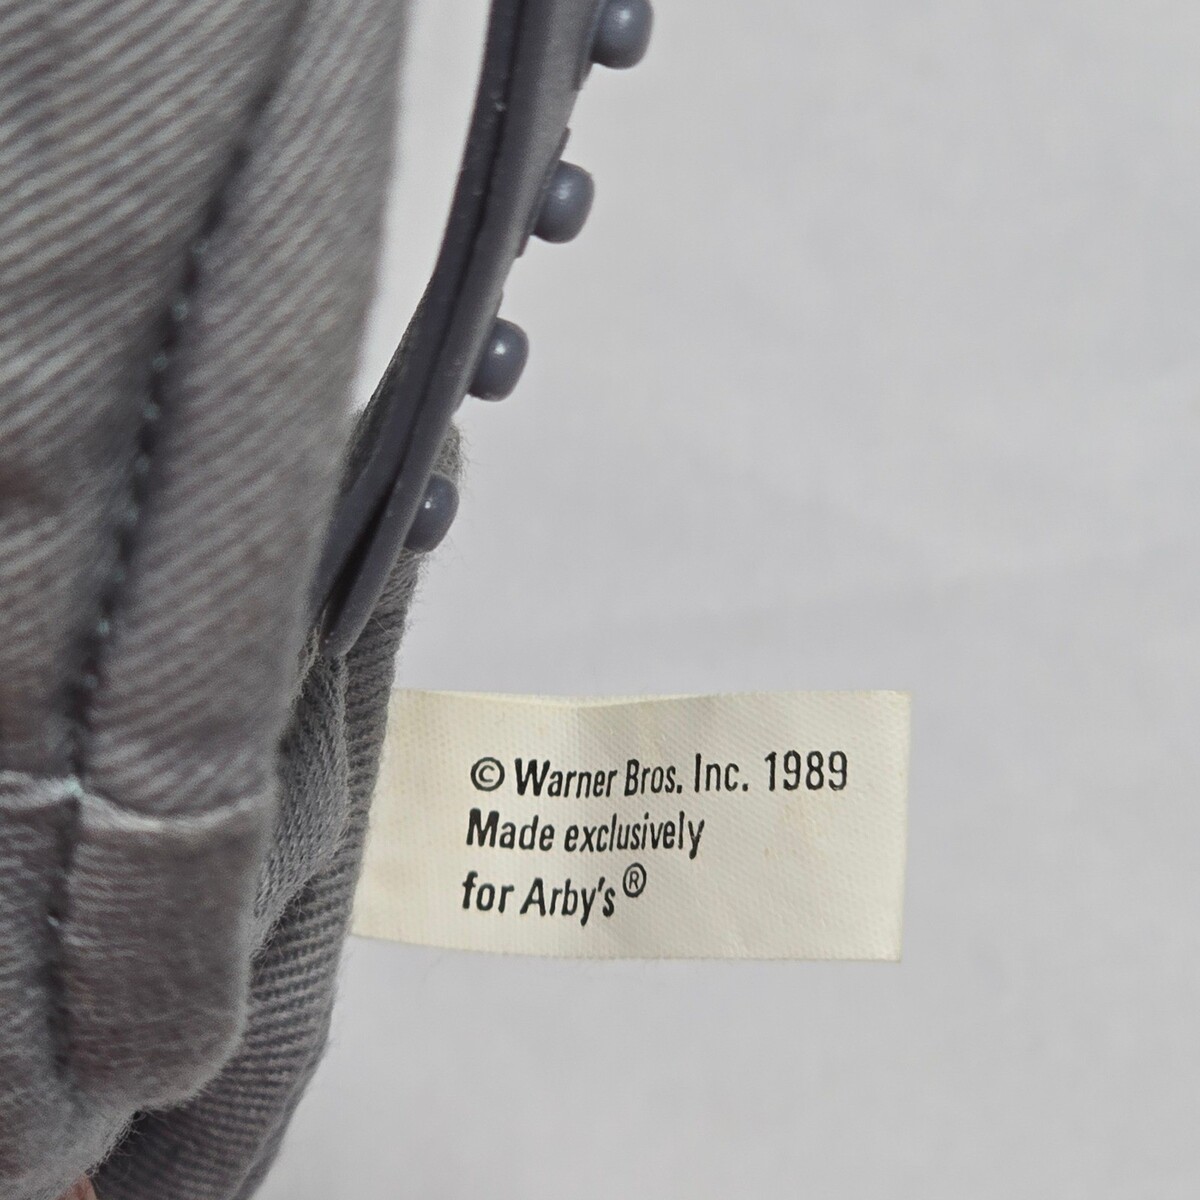 © Warner Bros. Inc. 1989
Made exclusively
for Arby's®